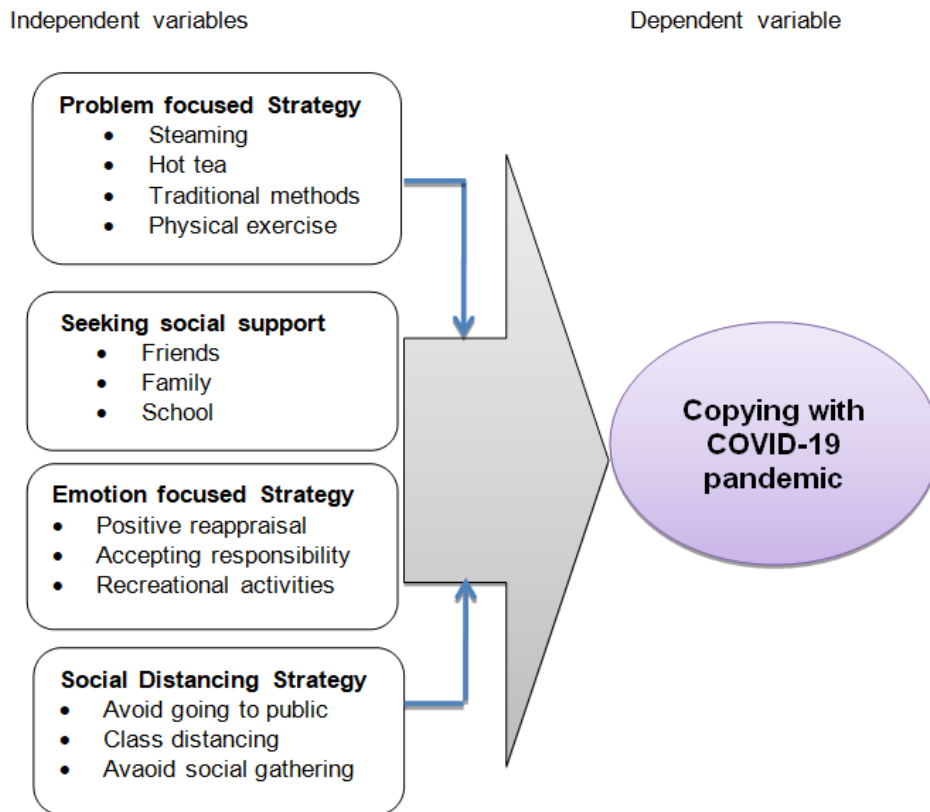 Independent variables
Dependent variable
Problem focused Strategy
• Steaming
• Hot tea
• Traditional methods
• Physical exercise
Seeking social support
• Friends
• Family
• School
Emotion focused Strategy
• Positive reappraisal
• Accepting responsibility
• Recreational activities
Social Distancing Strategy
• Avoid going to public
• Class distancing
• Avaoid social gathering
Copying with
COVID-19
pandemic